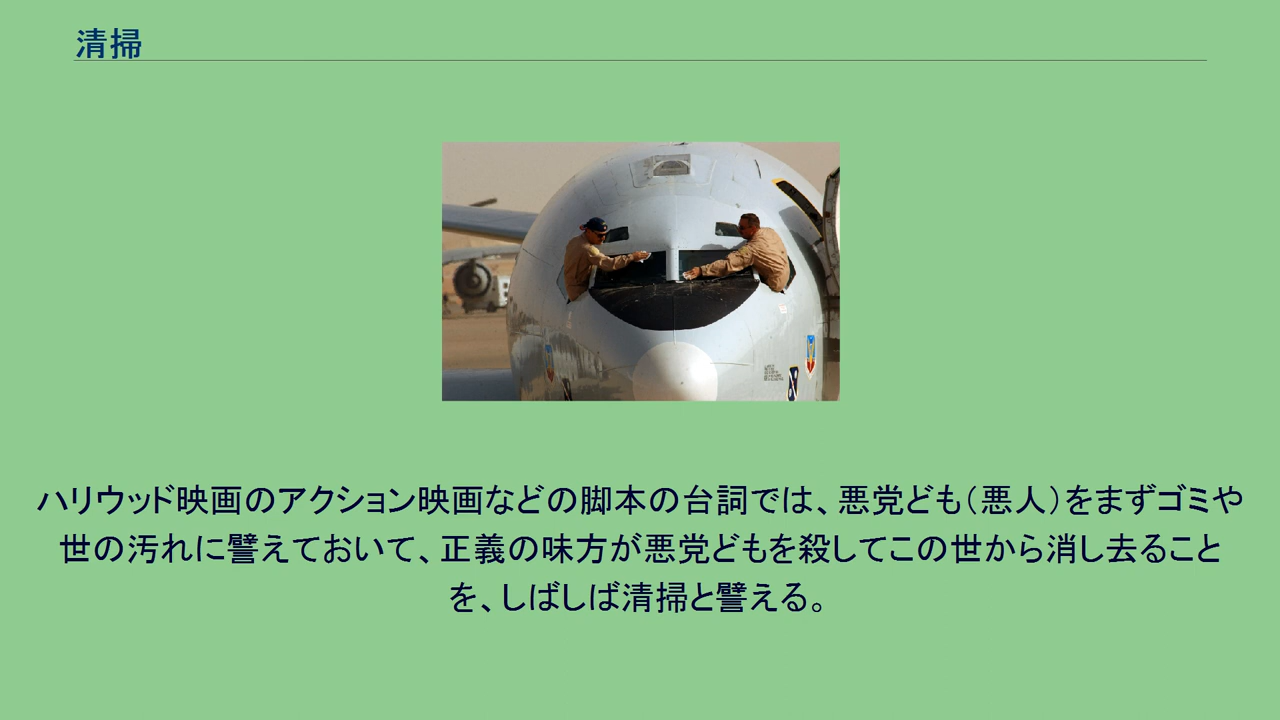 清掃
ハリウッド映画のアクション映画などの脚本の台詞では、悪党ども(悪人)をまずゴミや
世の汚れに譬えておいて、正義の味方が悪党どもを殺してこの世から消し去ること
を、しばしば清掃と譬える。